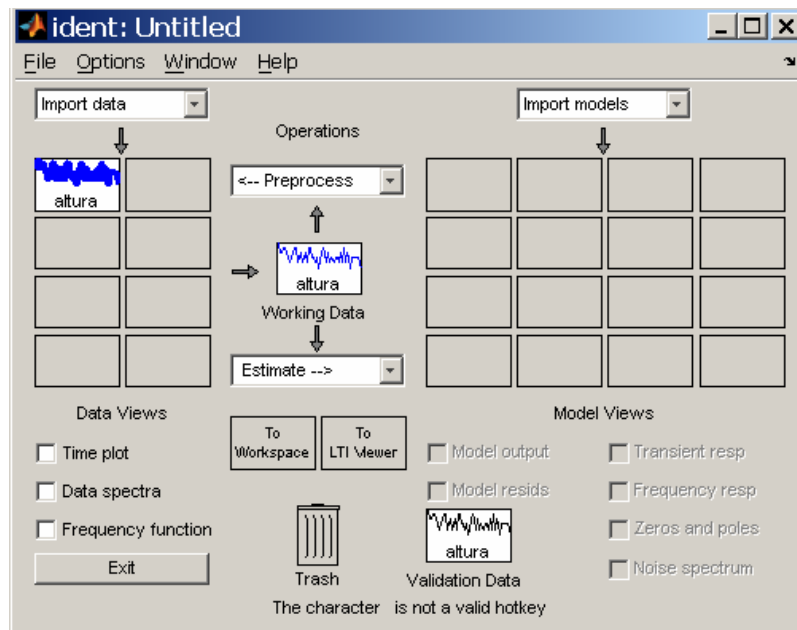 ident: Untitled
File Options Window Help
Import data
Import models
Operations
altura
<-- Preprocess
altura
Working Data
Estimate -->
Data Views
Model Views
To
Workspace
To
LTI Viewer
Time plot
Data spectra
Frequency function
Model output
Transient resp
Model resids
Frequency resp
Zeros and poles
Noise spectrum
altura
Exit
Trash
Validation Data
The character is not a valid hotkey